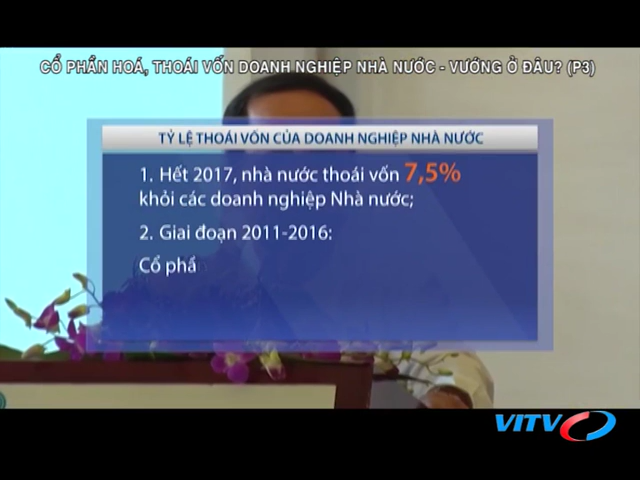 CỔ PHẦN HOÁ, THOÁI VỐN DOANH NGHIỆP NHÀ NƯỚC - VƯỚNG Ở ĐÂU? (P3)
TỶ LỆ THOÁI VỐN CỦA DOANH NGHIỆP NHÀ NƯỚC
1. Hết 2017, nhà nước thoái vốn 7,5%
khỏi các doanh nghiệp Nhà nước;
2. Giai đoạn 2011-2016:
Cổ phầ
VITV